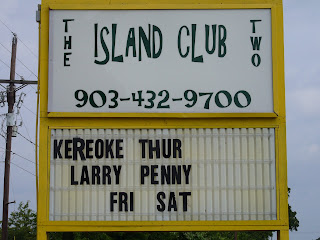 THE ISLAND CLUB TWO
903-432-9700
KEREOKE THUR
LARRY PENNY
FRI SAT